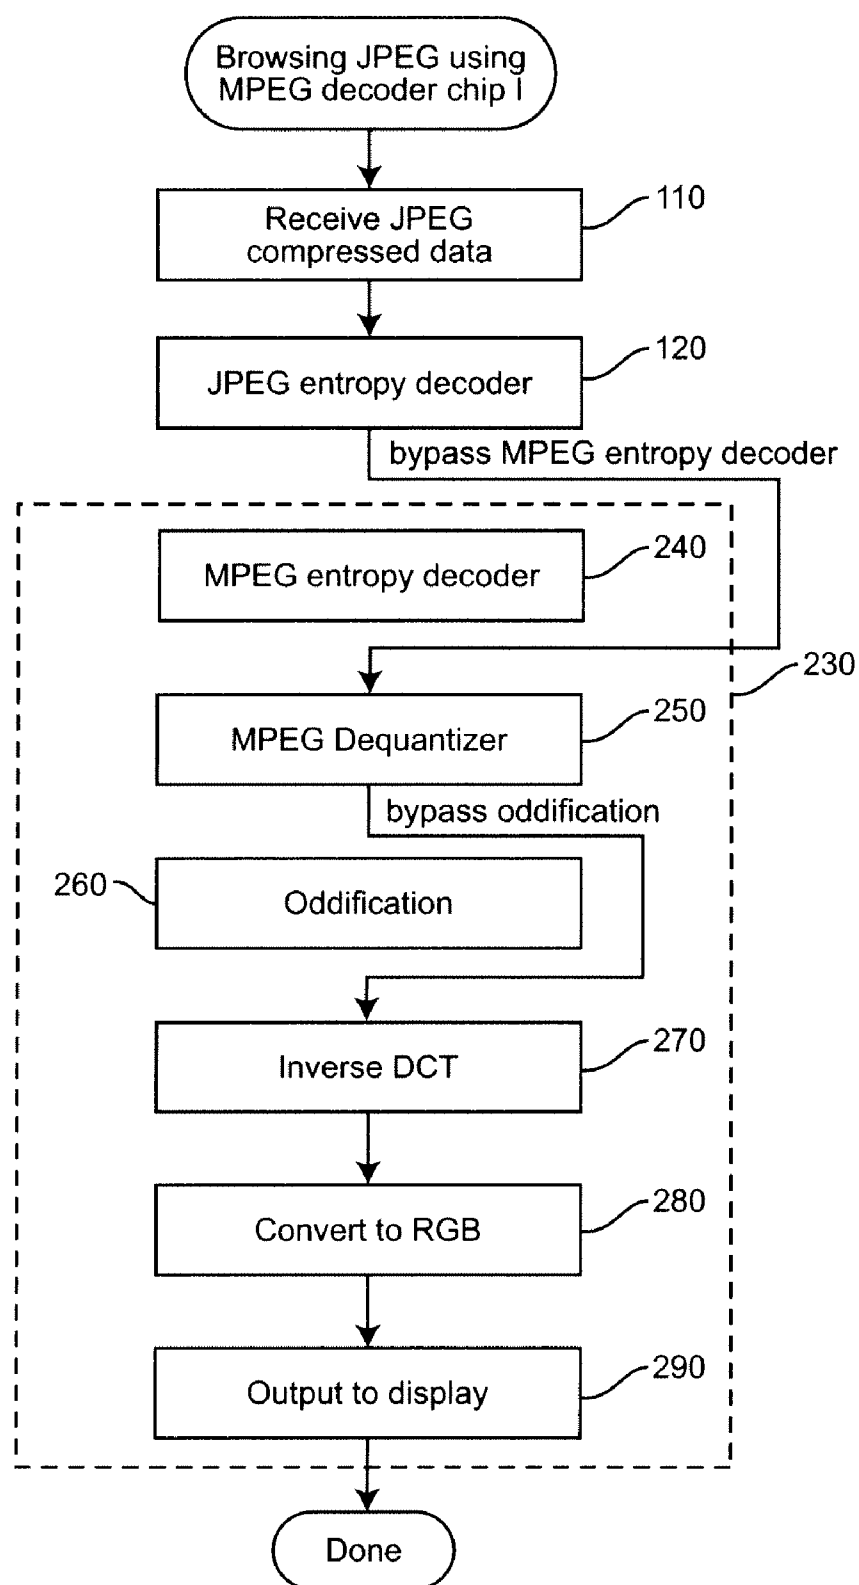 Browsing JPEG using
MPEG decoder chip I
110
Receive JPEG
compressed data
120
JPEG entropy decoder
bypass MPEG entropy decoder
240
MPEG entropy decoder
230
250
MPEG Dequantizer
bypass oddification
260
Oddification
270
Inverse DCT
280
Convert to RGB
290
Output to display
Done